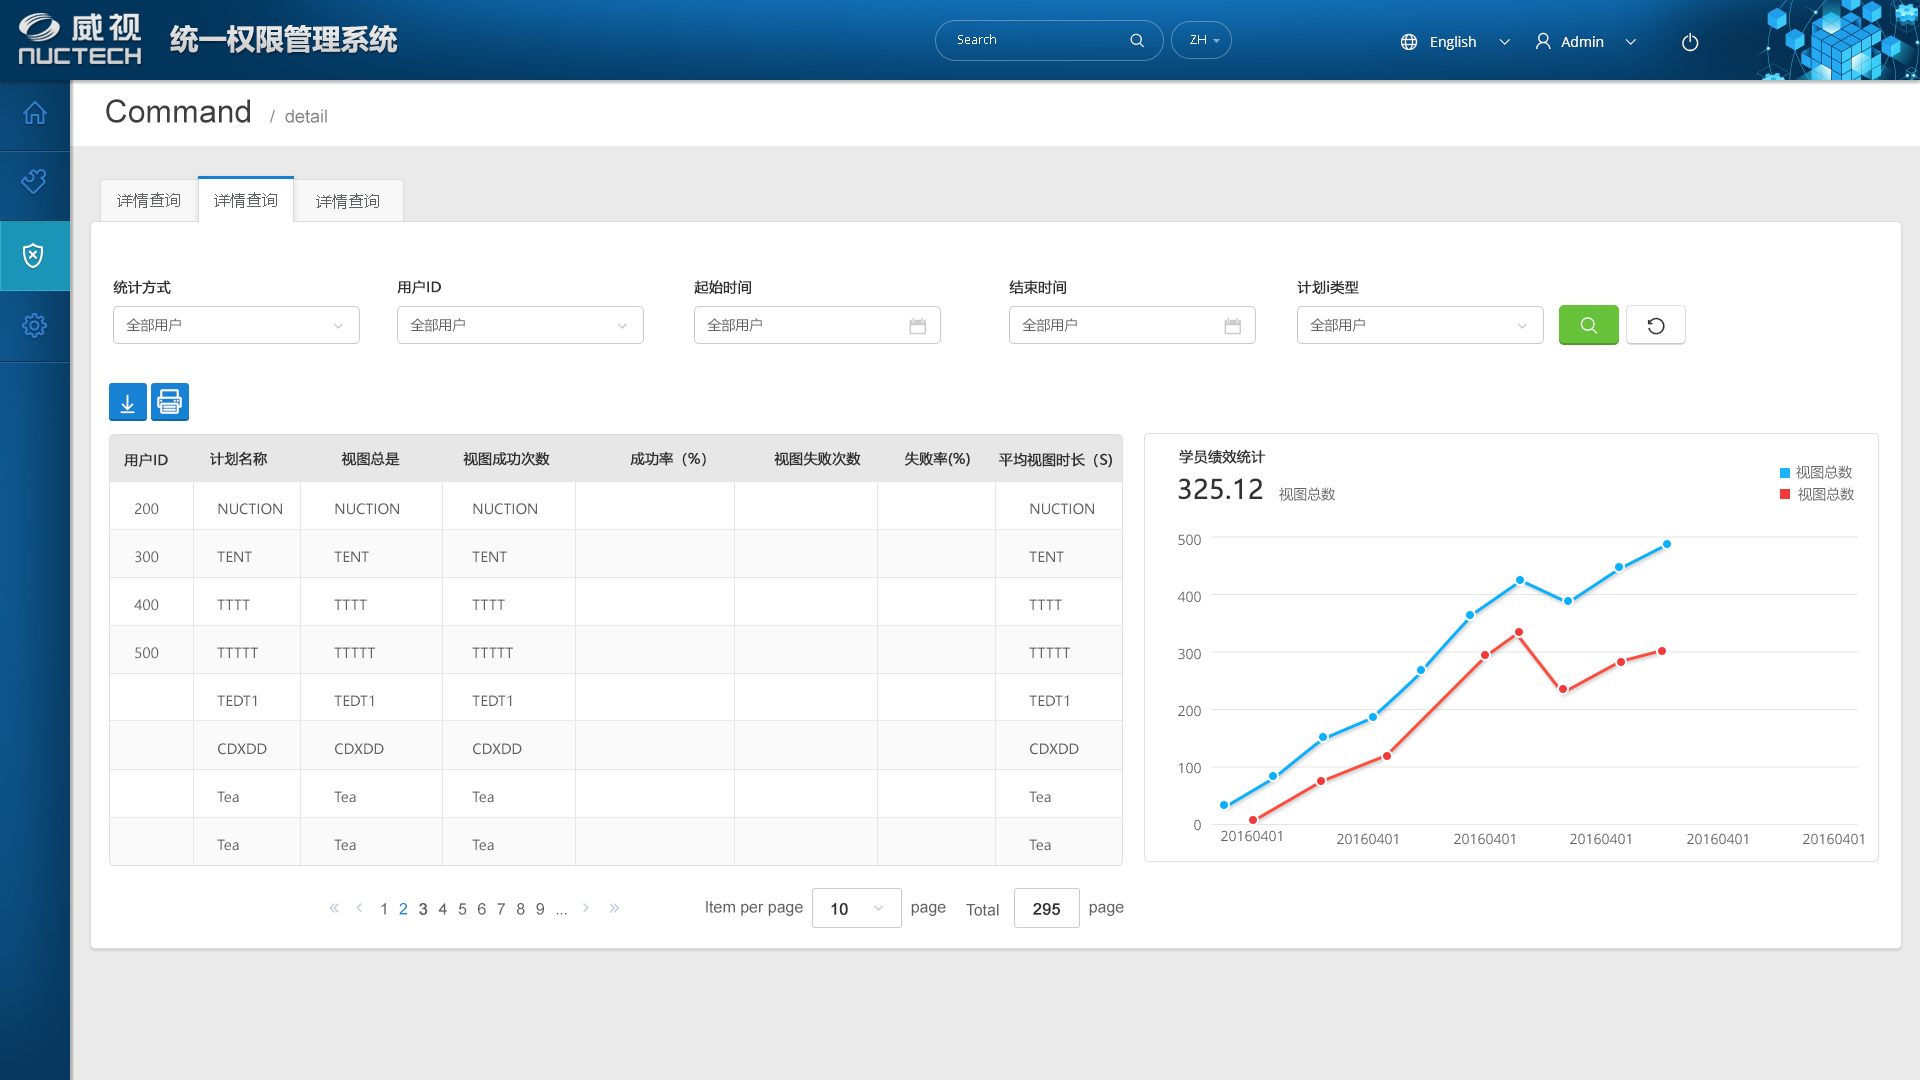 威视
NUCTECH
统一权限管理系统
Search
ZH
English
Admin
Command / detail
详情查询
详情查询
详情查询
统计方式
用户ID
起始时间
结束时间
计划i类型
全部用户
全部用户
全部用户
全部用户
全部用户
用户ID 计划名称 视图总是 视图成功次数 成功率（%） 视图失败次数 失败率(%) 平均视图时长（S)
200 NUCTION NUCTION NUCTION NUCTION
300 TENT TENT TENT TENT
400 TTTT TTTT TTTT TTTT
500 TTTTT TTTTT TTTTT TTTTT
TEDT1 TEDT1 TEDT1 TEDT1
CDXDD CDXDD CDXDD CDXDD
Tea Tea Tea Tea
Tea Tea Tea Tea
1 2 3 4 5 6 7 8 9 ...
Item per page 10 page Total 295 page
学员绩效统计
325.12 视图总数
视图总数
视图总数
500
400
300
200
100
0
20160401 20160401 20160401 20160401 20160401 20160401